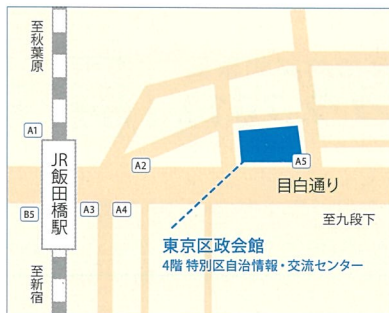 至秋葉原
A1
JR飯田橋駅
A2
A5
目白通り
B5
A3
A4
至九段下
東京区政会館
4階 特別区自治情報・交流センター
至新宿